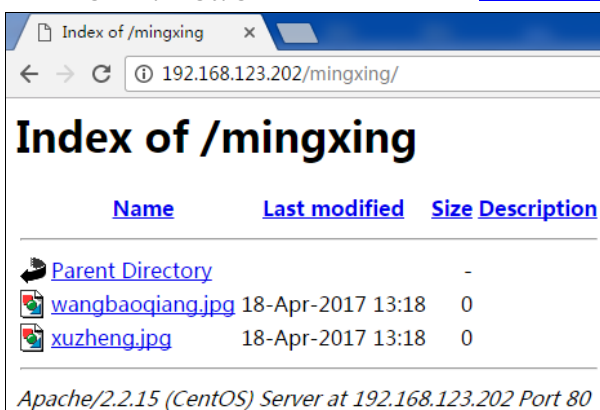 Index of /mingxing
192.168.123.202/mingxing/
Index of /mingxing
Name Last modified Size Description
Parent Directory -
wangbaoqiang.jpg 18-Apr-2017 13:18 0
xuzheng.jpg 18-Apr-2017 13:18 0
Apache/2.2.15 (CentOS) Server at 192.168.123.202 Port 80